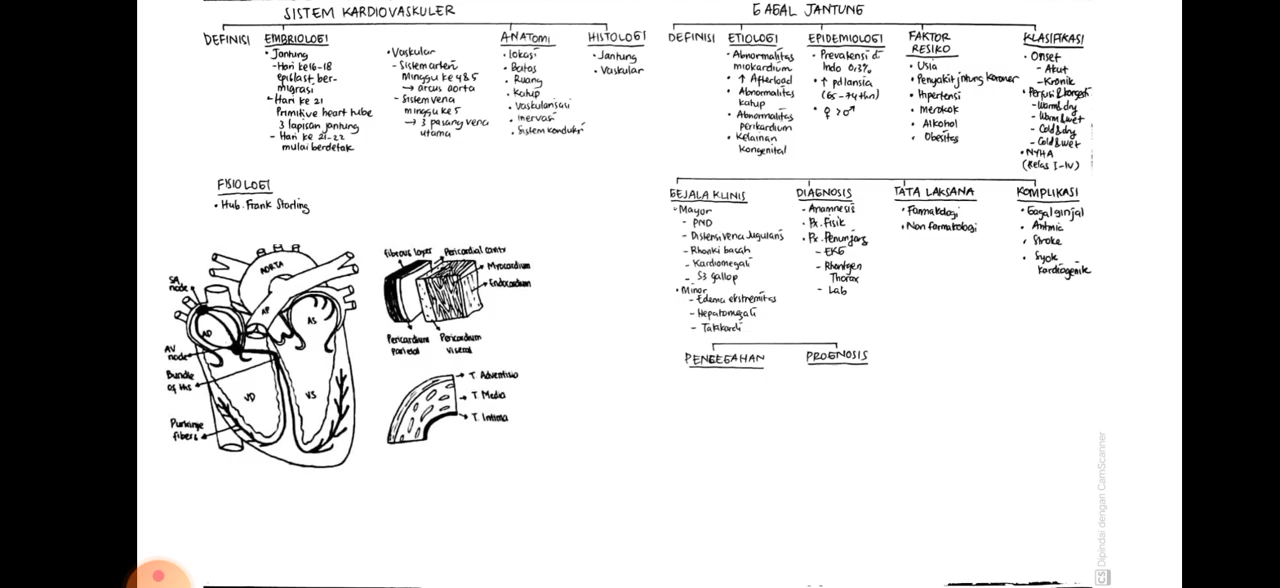 SISTEM KARDIOVASKULER
DEFINISI
EMBRIOLOGI
• Jantung
- Hari ke 16-18
epiblast ber-
migrasi
- Hari ke 21
Primitive heart tube
3 lapisan jantung
- Hari ke 21-22
mulai berdetak
• Vaskular
- Sistem arteri
Minggu ke 4&5
→ arcus aorta
- Sistem vena
minggu ke 5
→ 3 pasang vena
utama
ANATOMI
• Lokasi
• Batas
• Ruang
• Katup
• Vaskularisasi
• Inervasi
• Sistem konduksi
HISTOLOGI
• Jantung
• Vaskular
FISIOLOGI
• Hub. Frank Starling
AORTA
SA
node
AP
AD
AS
AV
node
Bundle
of His
VD
VS
Purkinje
fibers
Fibrous layer
Pericardial cavity
Myocardium
Endocardium
Pericardium
parietal
Pericardium
viseral
T. Adventisia
T. Media
T. Intima
GAGAL JANTUNG
DEFINISI
ETIOLOGI
• Abnormalitas
miokardium
• ↑ Afterload
• Abnormalitas
katup
• Abnormalitas
perikardium
• Kelainan
kongenital
EPIDEMIOLOGI
• Prevalensi di
Indo 0,3%
• ↑ pd lansia
(65-74 thn)
• ♀ > ♂
FAKTOR
RESIKO
• Usia
• Penyakit jntung koroner
• Hipertensi
• Merokok
• Alkohol
• Obesitas
KLASIFIKASI
• Onset
- Akut
- Kronik
• Perfusi & kongesti
- Warm & dry
- Warm & wet
- Cold & dry
- Cold & wet
• NYHA
(Kelas I-IV)
GEJALA KLINIS
• Mayor
- PND
- Distensi vena jugularis
- Rhonki basah
- Kardiomegali
- S3 gallop
• Minor
- Edema ekstremitas
- Hepatomegali
- Takikardi
DIAGNOSIS
• Anamnesis
• Px. Fisik
• Px. Penunjang
- EKG
- Rhöntgen
Thorax
- Lab
TATA LAKSANA
• Farmakologi
• Non farmakologi
KOMPLIKASI
• Gagal ginjal
• Aritmic
• Stroke
• Syok
kardiogenik
PENCEGAHAN
PROGNOSIS
CS Dipindai dengan CamScanner